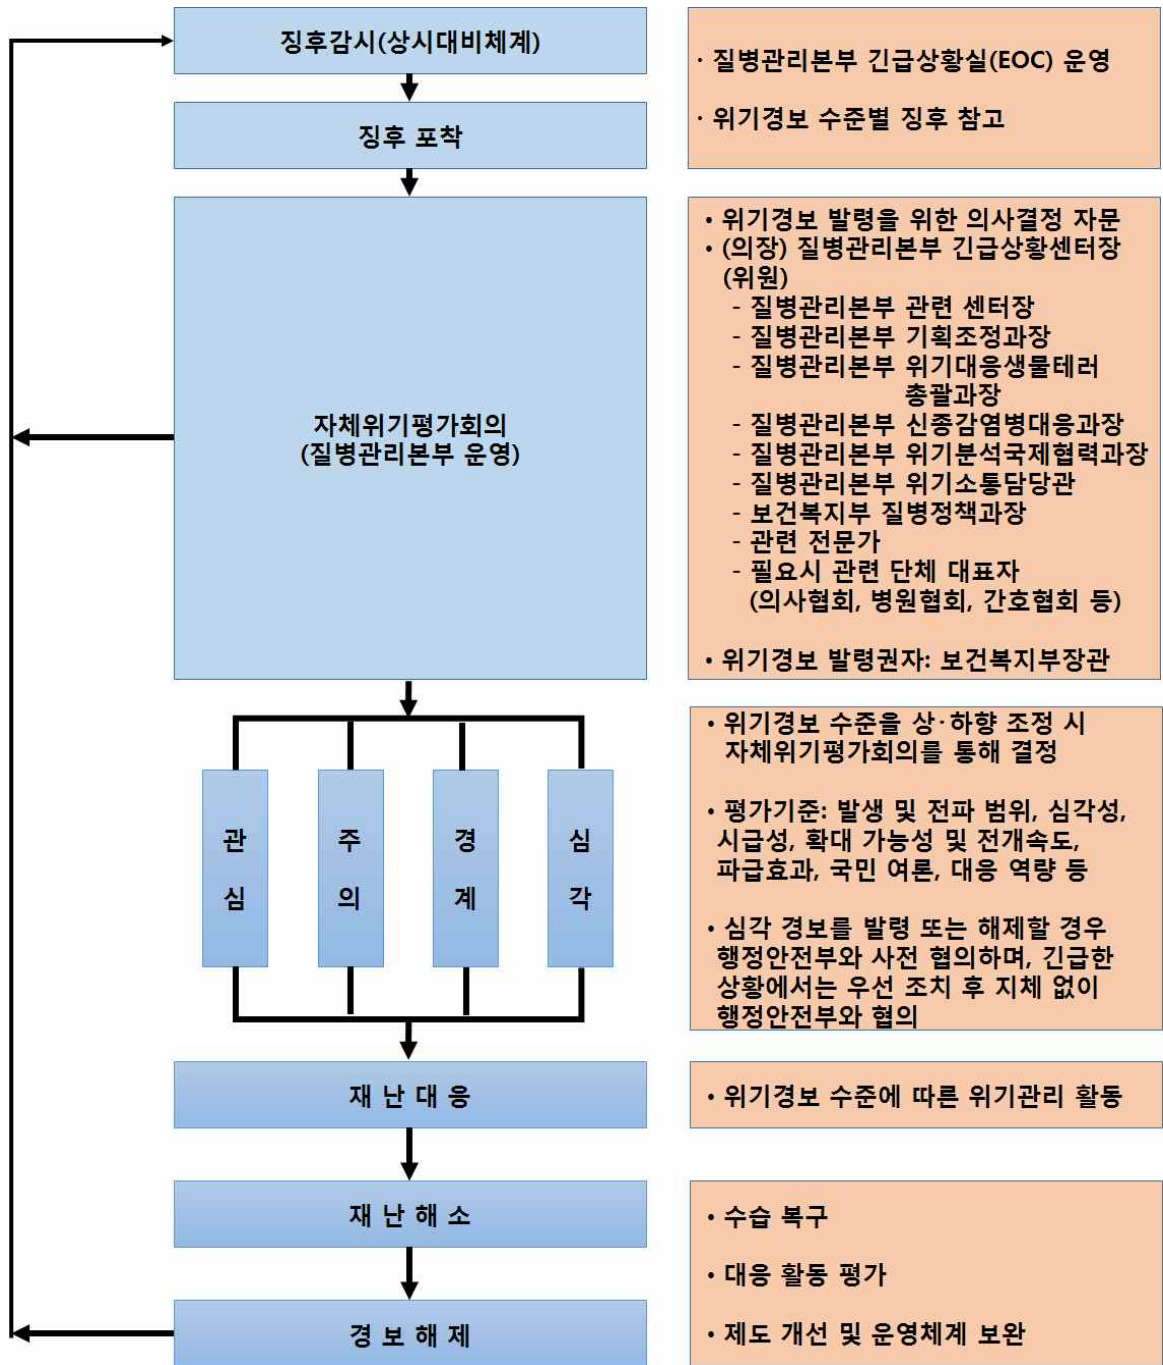 징후감시(상시대비체계)
· 질병관리본부 긴급상황실(EOC) 운영
· 위기경보 수준별 징후 참고
징후 포착
자체위기평가회의
(질병관리본부 운영)
• 위기경보 발령을 위한 의사결정 자문
• (의장) 질병관리본부 긴급상황센터장
(위원)
- 질병관리본부 관련 센터장
- 질병관리본부 기획조정과장
- 질병관리본부 위기대응생물테러
총괄과장
- 질병관리본부 신종감염병대응과장
- 질병관리본부 위기분석국제협력과장
- 질병관리본부 위기소통담당관
- 보건복지부 질병정책과장
- 관련 전문가
- 필요시 관련 단체 대표자
(의사협회, 병원협회, 간호협회 등)
• 위기경보 발령권자: 보건복지부장관
관심
주의
경계
심각
• 위기경보 수준을 상·하향 조정 시
자체위기평가회의를 통해 결정
• 평가기준: 발생 및 전파 범위, 심각성,
시급성, 확대 가능성 및 전개속도,
파급효과, 국민 여론, 대응 역량 등
• 심각 경보를 발령 또는 해제할 경우
행정안전부와 사전 협의하며, 긴급한
상황에서는 우선 조치 후 지체 없이
행정안전부와 협의
재 난 대 응
• 위기경보 수준에 따른 위기관리 활동
재 난 해 소
• 수습 복구
• 대응 활동 평가
• 제도 개선 및 운영체계 보완
경 보 해 제